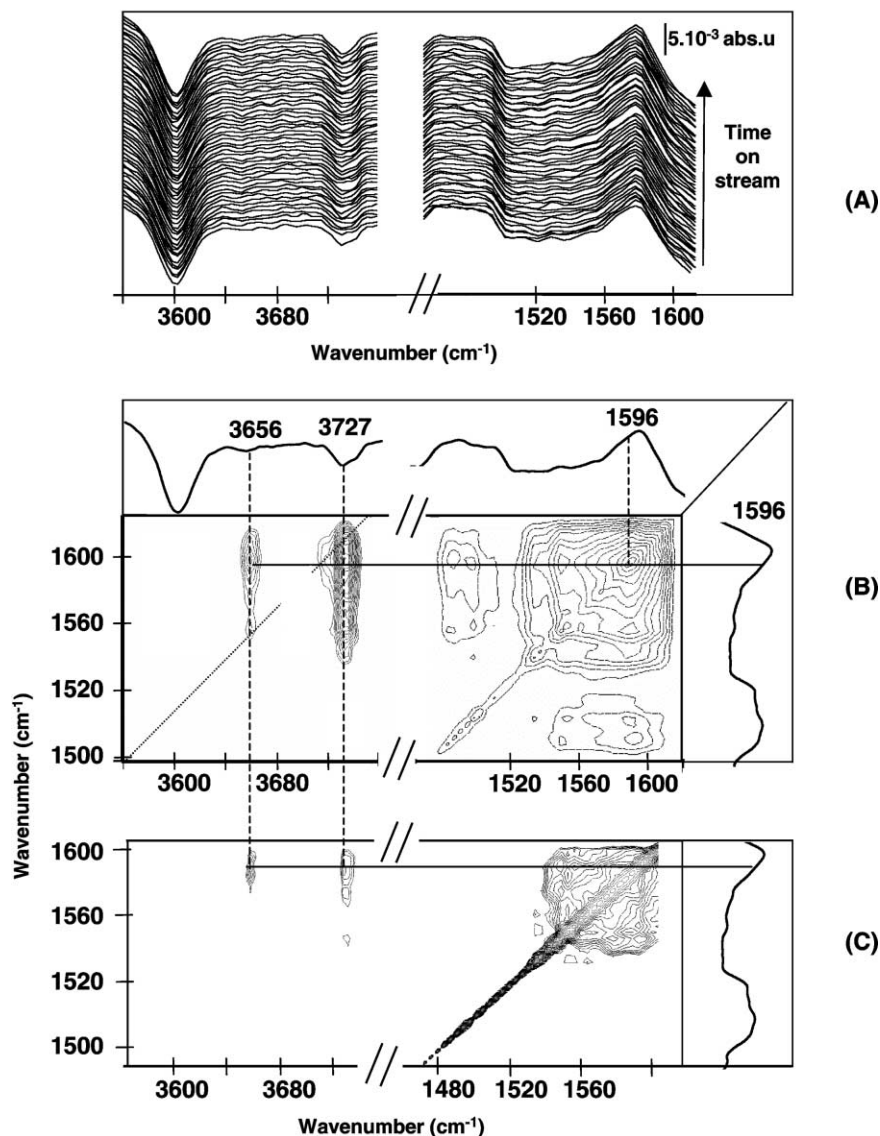 5.10⁻³ abs.u
Time
on
stream
(A)
3600 3680 1520 1560 1600
Wavenumber (cm⁻¹)
3656 3727 1596
1596
1600
1560
1520
1500
(B)
3600 3680 1520 1560 1600
Wavenumber (cm⁻¹)
1600
1560
1520
1500
(C)
3600 3680 1480 1520 1560
Wavenumber (cm⁻¹)